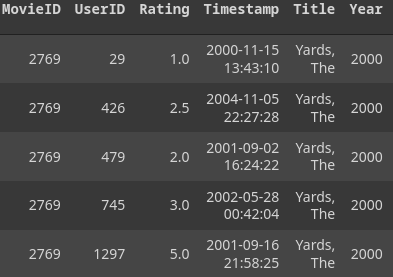 MovieID UserID Rating Timestamp Title Year
2769 29 1.0 2000-11-15 13:43:10 Yards, The 2000
2769 426 2.5 2004-11-05 22:27:28 Yards, The 2000
2769 479 2.0 2001-09-02 16:24:22 Yards, The 2000
2769 745 3.0 2002-05-28 00:42:04 Yards, The 2000
2769 1297 5.0 2001-09-16 21:58:25 Yards, The 2000